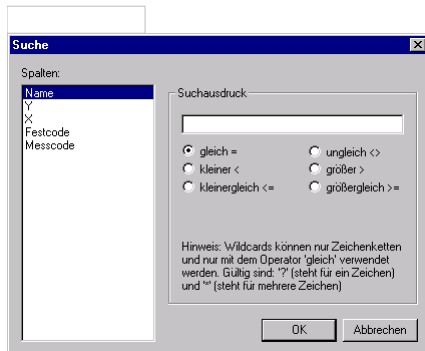 Suche
Spalten:
Name
Y
X
Festcode
Messcode
Suchausdruck
gleich =
ungleich <>
kleiner <
größer >
kleinergleich <=
größergleich >=
Hinweis: Wildcards können nur Zeichenketten
und nur mit dem Operator 'gleich' verwendet
werden. Gültig sind: '?' (steht für ein Zeichen)
und '*' (steht für mehrere Zeichen)
OK
Abbrechen